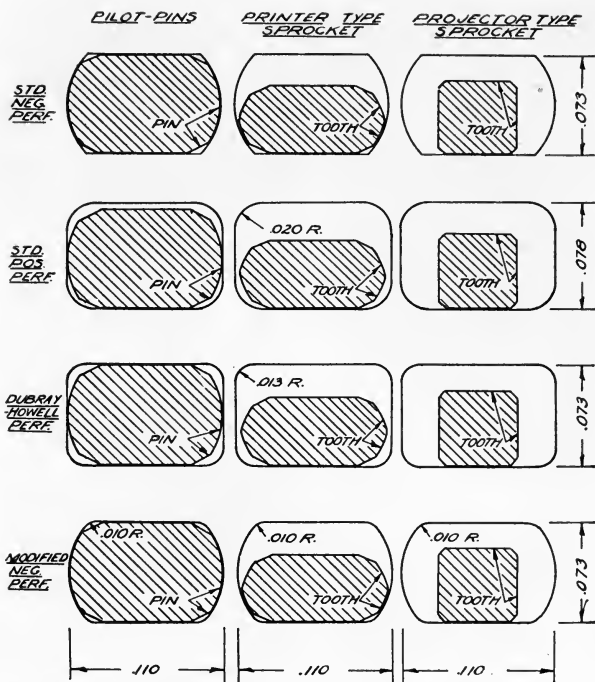 PILOT-PINS
PRINTER TYPE
SPROCKET
PROJECTOR TYPE
SPROCKET
STD.
NEG.
PERF.
PIN
TOOTH
TOOTH
.073
STD.
POS.
PERF.
PIN
.020 R.
TOOTH
TOOTH
.078
DUBRAY
-HOWELL
PERF.
PIN
.013 R.
TOOTH
TOOTH
.073
MODIFIED
NEG.
PERF.
.010 R.
PIN
.010 R.
TOOTH
.010 R.
TOOTH
.073
.110
.110
.110